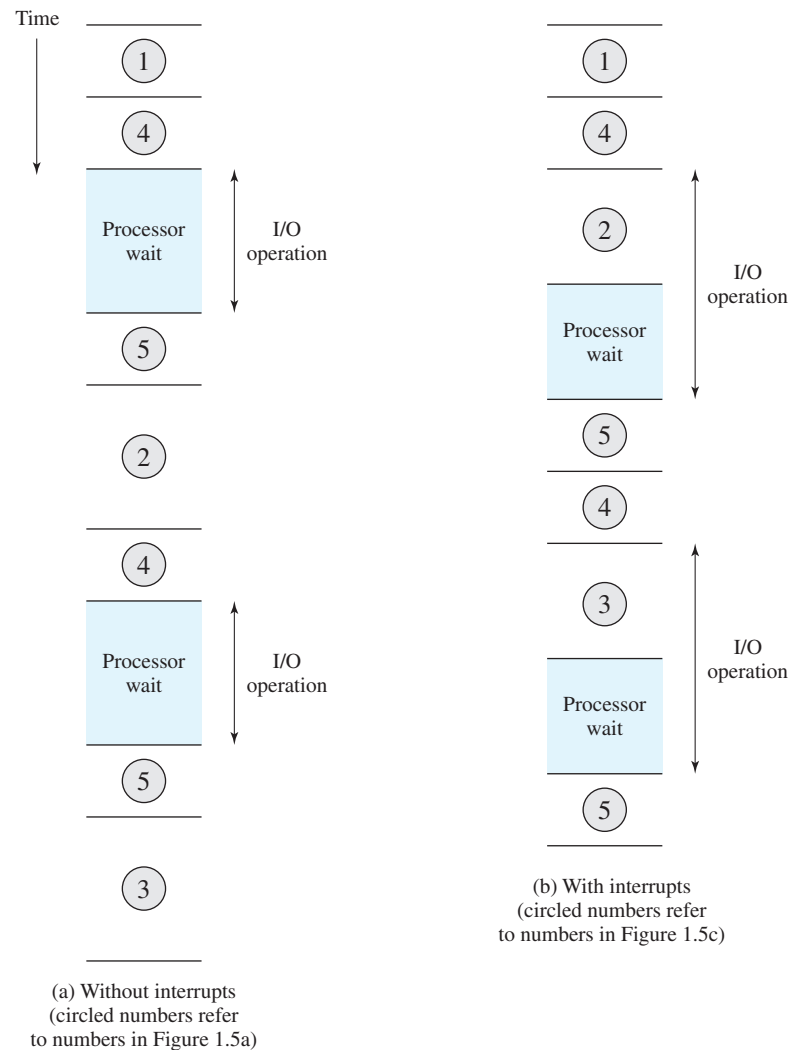 Time
1
4
Processor
wait
I/O
operation
5
2
4
Processor
wait
I/O
operation
5
3
(a) Without interrupts
(circled numbers refer
to numbers in Figure 1.5a)
1
4
2
I/O
operation
Processor
wait
5
4
3
I/O
operation
Processor
wait
5
(b) With interrupts
(circled numbers refer
to numbers in Figure 1.5c)